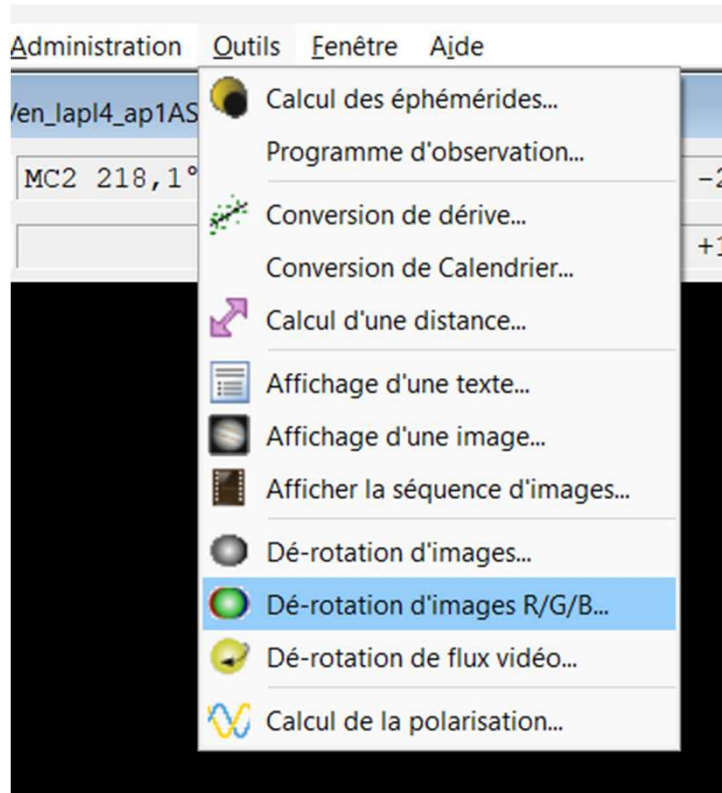 Administration Outils Fenêtre Aide
Ven_lapl4_ap1AS
Calcul des éphémérides...
Programme d'observation...
MC2 218,1° -2
Conversion de dérive...
+1
Conversion de Calendrier...
Calcul d'une distance...
Affichage d'une texte...
Affichage d'une image...
Afficher la séquence d'images...
Dé-rotation d'images...
Dé-rotation d'images R/G/B...
Dé-rotation de flux vidéo...
Calcul de la polarisation...